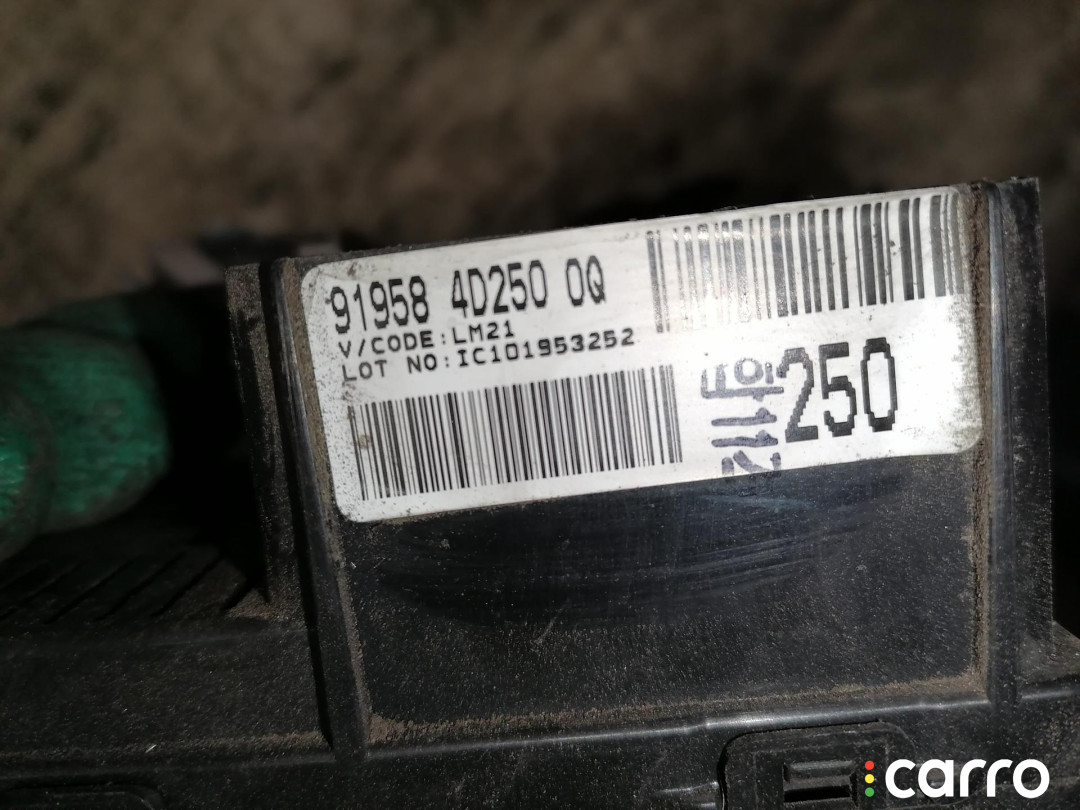 91958 4D250 0Q
V/CODE:LM21
LOT NO:IC101953252
250
carro